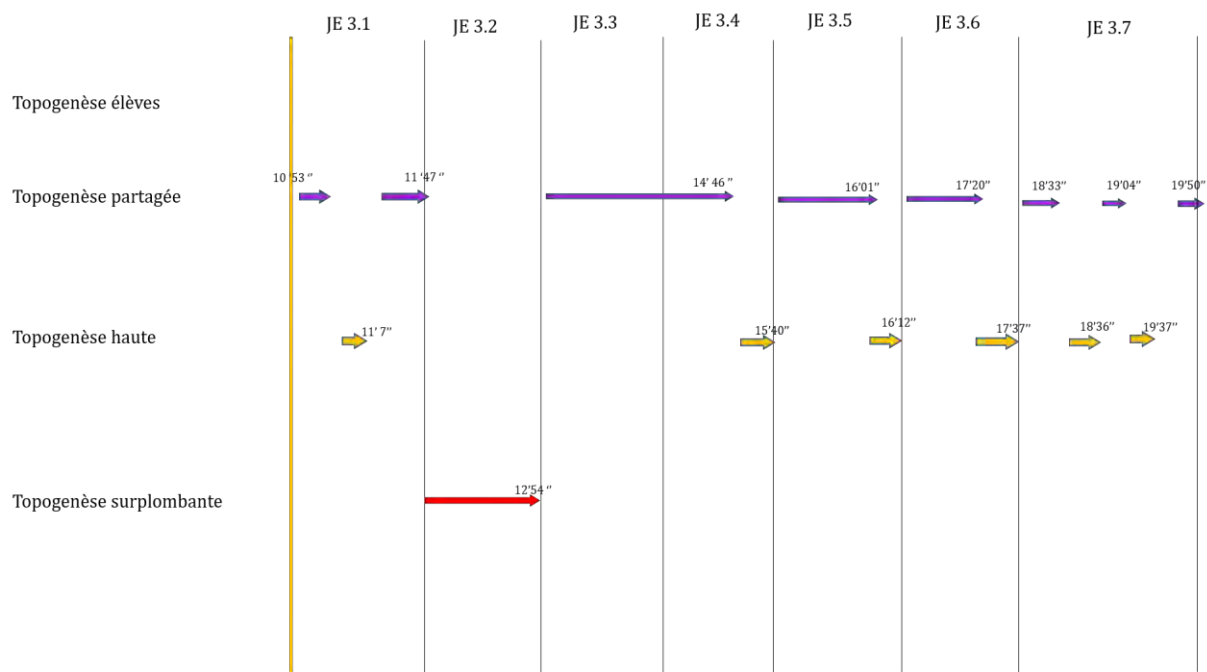 JE 3.1 JE 3.2 JE 3.3 JE 3.4 JE 3.5 JE 3.6 JE 3.7
Topogenèse élèves
10 '53 ‘’ 11 ‘47 ‘’ 14’ 46 ’’ 16’01’’ 17’20’’ 18’33’’ 19’04’’ 19’50’’
Topogenèse partagée
11’ 7’’ 15’40’’ 16’12’’ 17’37’’ 18’36’’ 19’37’’
Topogenèse haute
12’54 ‘’
Topogenèse surplombante